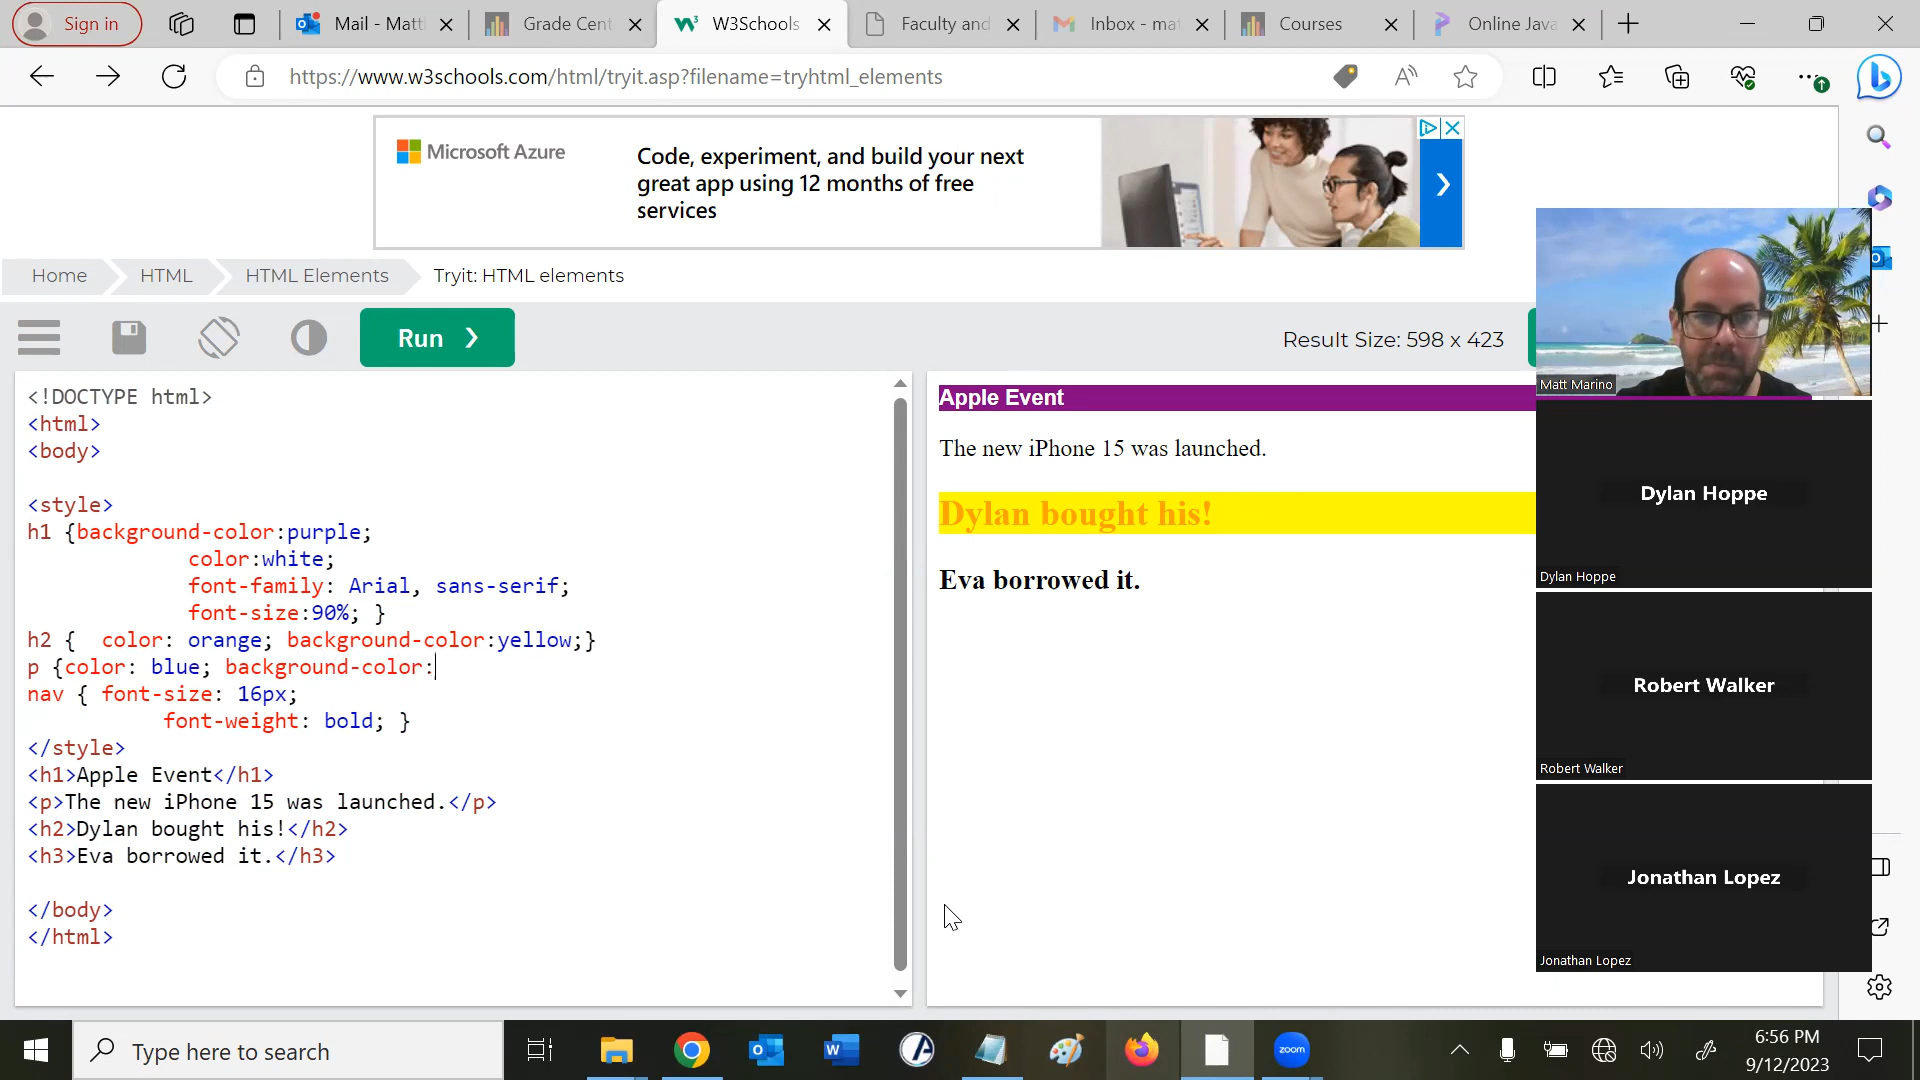 Sign in
Mail - Matt
Grade Cent
W3Schools
Faculty and
Inbox - mat
Courses
Online Java
https://www.w3schools.com/html/tryit.asp?filename=tryhtml_elements
Microsoft Azure
Code, experiment, and build your next
great app using 12 months of free
services
Home
HTML
HTML Elements
Tryit: HTML elements
Run ❯
Result Size: 598 x 423
<!DOCTYPE html>
<html>
<body>
<style>
h1 {background-color:purple;
color:white;
font-family: Arial, sans-serif;
font-size:90%; }
h2 {  color: orange; background-color:yellow;}
p {color: blue; background-color:
nav { font-size: 16px;
font-weight: bold; }
</style>
<h1>Apple Event</h1>
<p>The new iPhone 15 was launched.</p>
<h2>Dylan bought his!</h2>
<h3>Eva borrowed it.</h3>
</body>
</html>
Apple Event
The new iPhone 15 was launched.
Dylan bought his!
Eva borrowed it.
Matt Marino
Dylan Hoppe
Dylan Hoppe
Robert Walker
Robert Walker
Jonathan Lopez
Jonathan Lopez
Type here to search
zoom
6:56 PM
9/12/2023